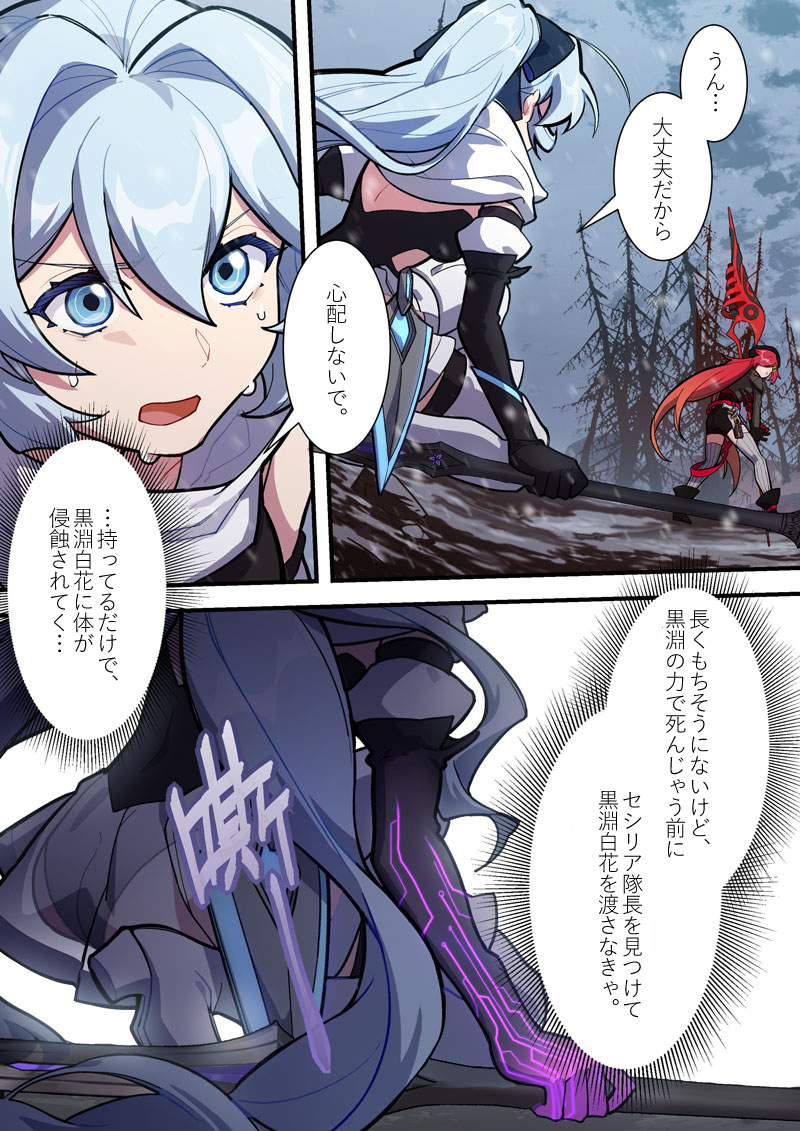 うん…
大丈夫だから
心配しないで。
…持ってるだけで、
黒淵白花に体が
侵蝕されてく…
長くもちそうにないけど、
黒淵の力で死んじゃう前に
セシリア隊長を見つけて
黒淵白花を渡さなきゃ。